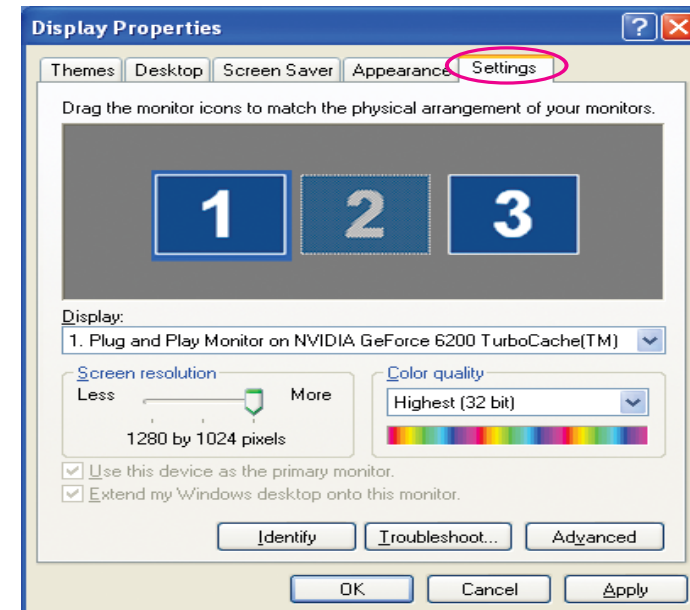 Display Properties
Themes Desktop Screen Saver Appearance Settings
Drag the monitor icons to match the physical arrangement of your monitors.
1 2 3
Display:
1. Plug and Play Monitor on NVIDIA GeForce 6200 TurboCache(TM)
Screen resolution
Less More
1280 by 1024 pixels
Color quality
Highest (32 bit)
Use this device as the primary monitor.
Extend my Windows desktop onto this monitor.
Identify Troubleshoot... Advanced
OK Cancel Apply